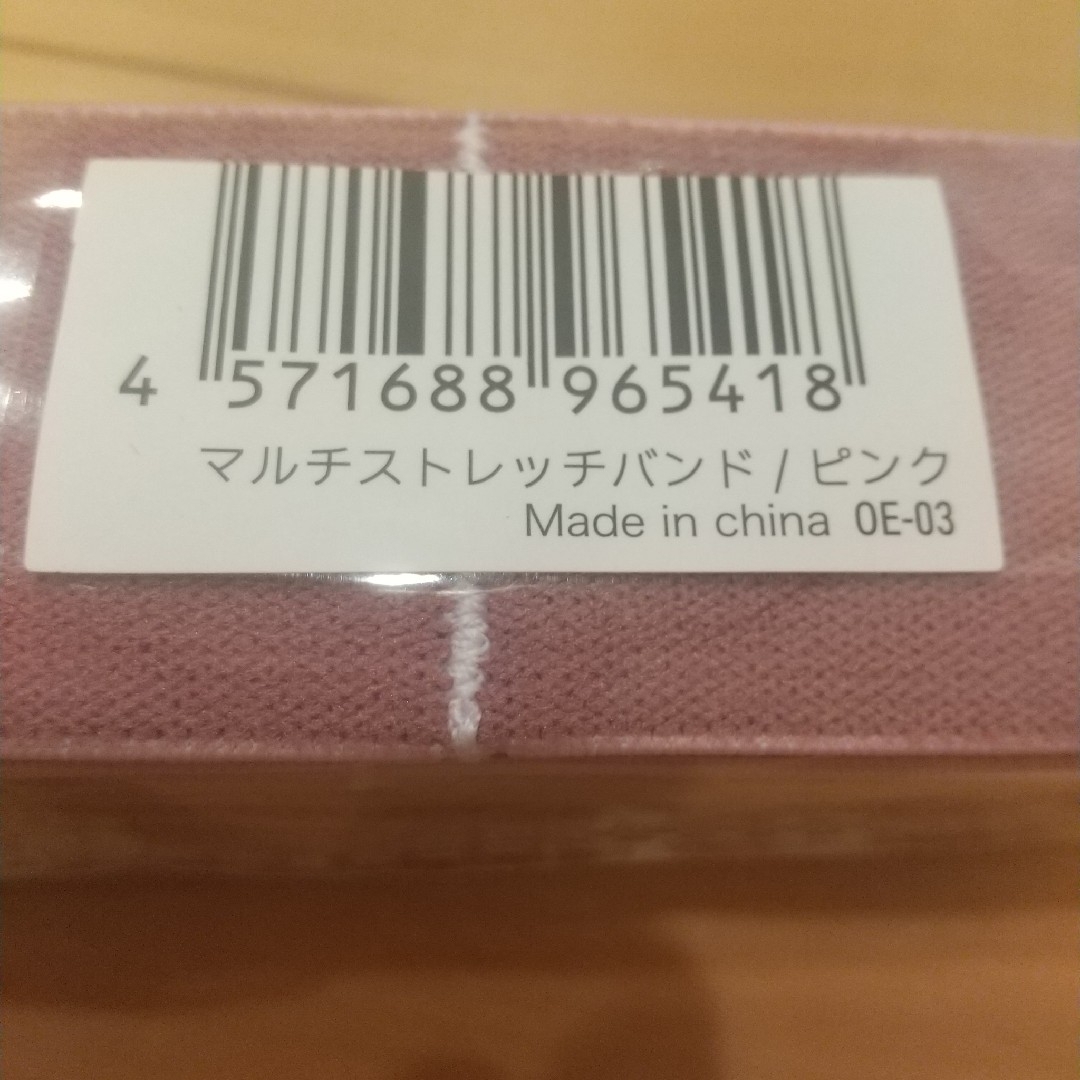 4 571688 965418
マルチストレッチバンド / ピンク
Made in china OE-03